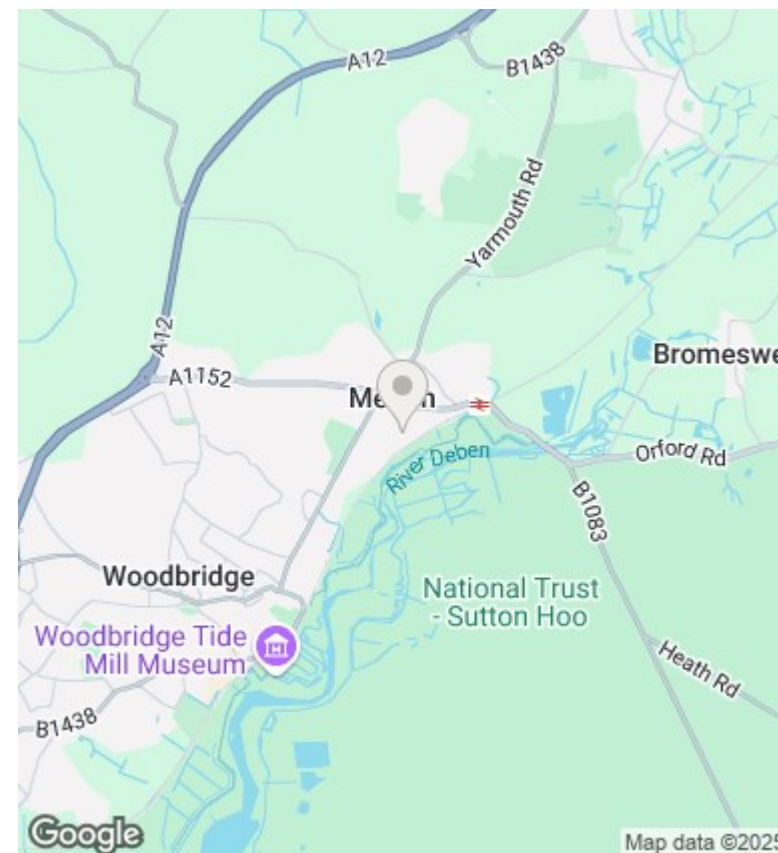 A12
B1438
Yarmouth Rd
A12
A1152
Bromeswe
River Deben
Orford Rd
B1083
Woodbridge
National Trust
- Sutton Hoo
Woodbridge Tide
Mill Museum
Heath Rd
B1438
Google
Map data ©2025